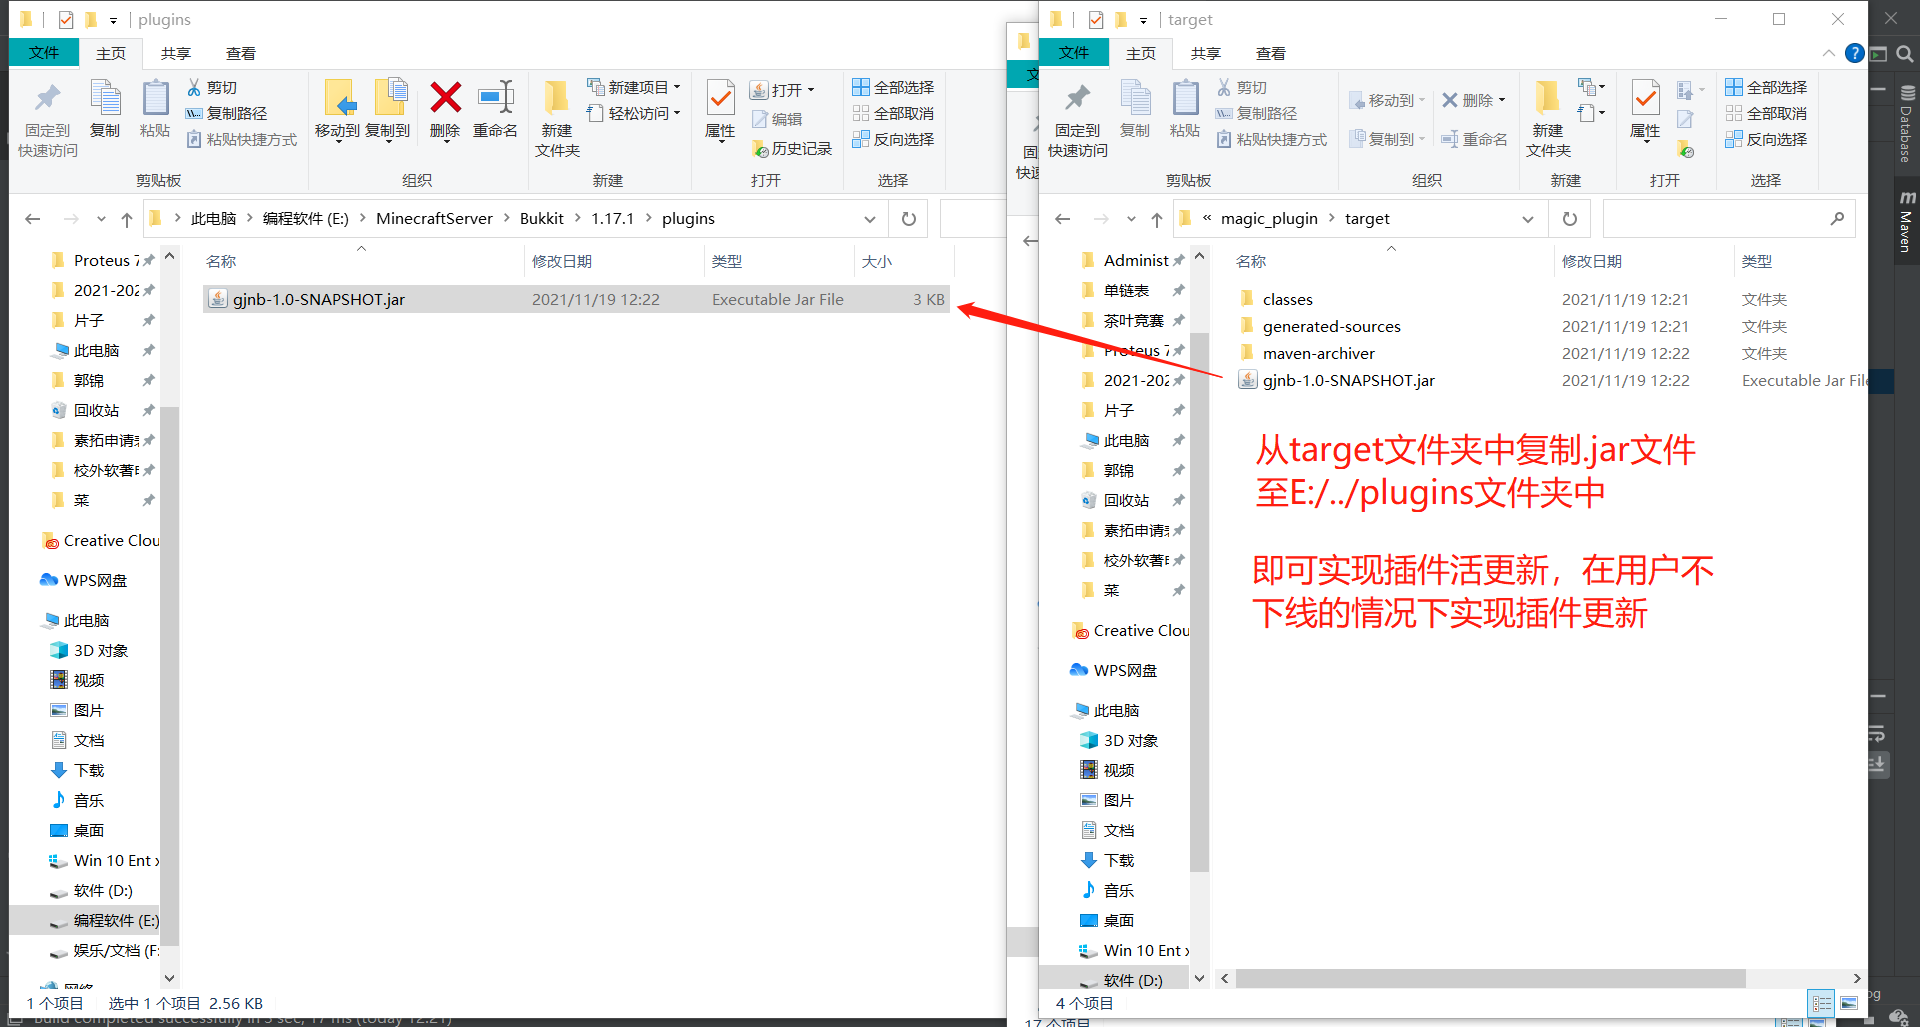 plugins
文件 主页 共享 查看
固定到
快速访问
复制
粘贴
剪切
复制路径
粘贴快捷方式
剪贴板
移动到
复制到
删除
重命名
组织
新建
文件夹
新建项目
轻松访问
新建
属性
打开
编辑
历史记录
打开
全部选择
全部取消
反向选择
选择
此电脑 编程软件 (E:) MinecraftServer Bukkit 1.17.1 plugins
名称 修改日期 类型 大小
gjnb-1.0-SNAPSHOT.jar 2021/11/19 12:22 Executable Jar File 3 KB
Proteus 7
2021-202
片子
此电脑
郭锦
回收站
素拓申请表
校外软著申
菜
Creative Clou
WPS网盘
此电脑
3D 对象
视频
图片
文档
下载
音乐
桌面
Win 10 Ent x
软件 (D:)
编程软件 (E:)
娱乐/文档 (F:
网络
1 个项目 选中 1 个项目 2.56 KB
Build completed successfully in 3 sec, 17 ms (today 12:21)
target
文件 主页 共享 查看
固定到
快速访问
复制
粘贴
剪切
复制路径
粘贴快捷方式
剪贴板
移动到
复制到
删除
重命名
组织
新建
文件夹
新建
属性
打开
全部选择
全部取消
反向选择
选择
« magic_plugin target
名称 修改日期 类型
classes 2021/11/19 12:21 文件夹
generated-sources 2021/11/19 12:21 文件夹
maven-archiver 2021/11/19 12:22 文件夹
gjnb-1.0-SNAPSHOT.jar 2021/11/19 12:22 Executable Jar File
Administ
单链表
茶叶竞赛
Proteus 7
2021-202
片子
此电脑
郭锦
回收站
素拓申请表
校外软著申
菜
Creative Clou
WPS网盘
此电脑
3D 对象
视频
图片
文档
下载
音乐
桌面
Win 10 Ent x
软件 (D:)
从target文件夹中复制.jar文件
至E:/../plugins文件夹中
即可实现插件活更新，在用户不
下线的情况下实现插件更新
4 个项目
17 个项目
Database
m Maven